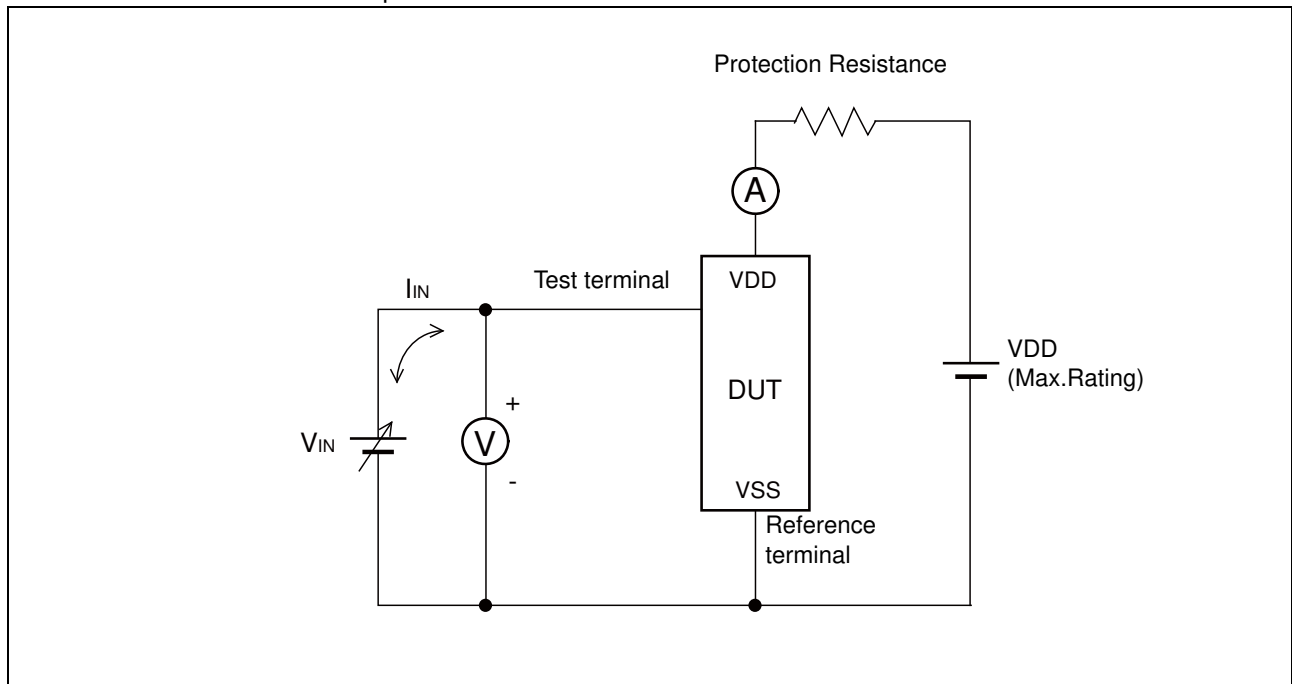 Protection Resistance
A
Test terminal
VDD
IIN
VDD
(Max.Rating)
DUT
+
VIN
V
-
VSS
Reference
terminal